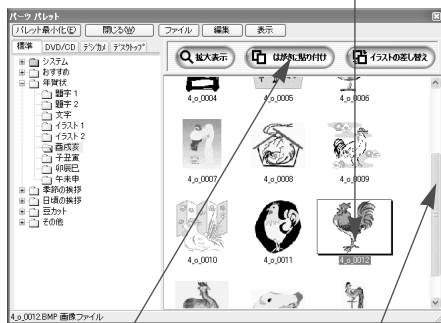 パーツ パレット
パレット最小化(E) 閉じる(W) ファイル 編集 表示
標準 DVD/CD デジカメ デスクトップ
拡大表示 はがきに貼り付け イラストの差し替え
システム
おすすめ
年賀状
題字1
題字2
文字
イラスト1
イラスト2
酉戌亥
子丑寅
卯辰巳
午未申
季節の挨拶
日頃の挨拶
豆カット
その他
4_o_0004 4_o_0005 4_o_0006
4_o_0007 4_o_0008 4_o_0009
4_o_0010 4_o_0011 4_o_0012
4_o_0012.BMP 画像ファイル